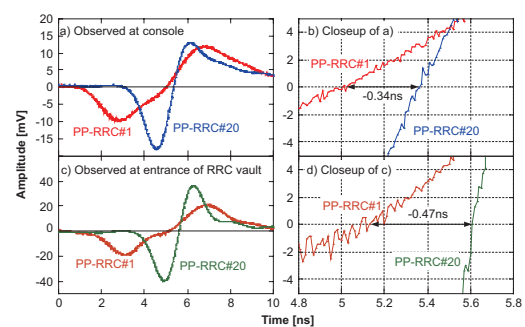 a) Observed at console
b) Closeup of a)
20
15
10
5
0
-5
-10
-15
-20
4
2
0
-2
-4
PP-RRC#1
PP-RRC#20
PP-RRC#1
-0.34ns
PP-RRC#20
Amplitude [mV]
c) Observed at entrance of RRC vault
d) Closeup of c)
40
20
0
-20
-40
4
2
0
-2
-4
PP-RRC#1
PP-RRC#20
PP-RRC#1
-0.47ns
PP-RRC#20
0 2 4 6 8 10
4.8 5 5.2 5.4 5.6 5.8
Time [ns]